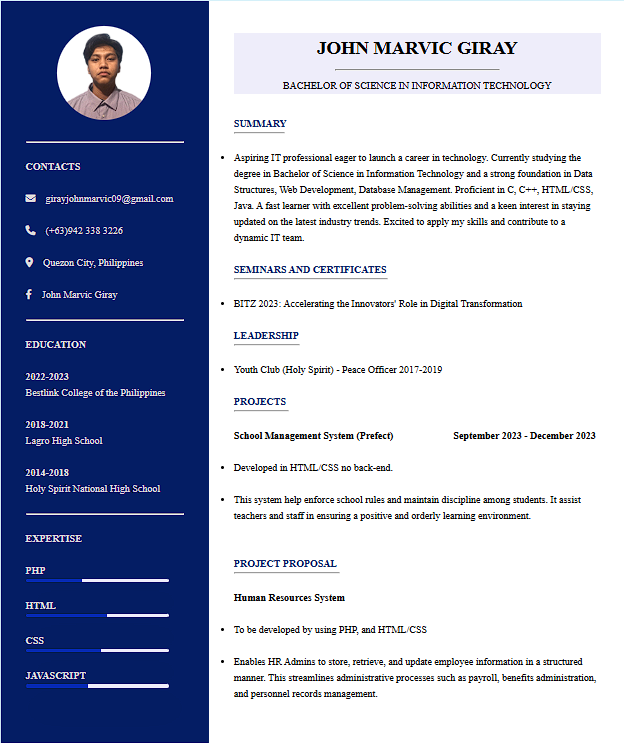 CONTACTS
girayjohnmarvic09@gmail.com
(+63)942 338 3226
Quezon City, Philippines
John Marvic Giray
EDUCATION
2022-2023
Bestlink College of the Philippines
2018-2021
Lagro High School
2014-2018
Holy Spirit National High School
EXPERTISE
PHP
HTML
CSS
JAVASCRIPT
JOHN MARVIC GIRAY
BACHELOR OF SCIENCE IN INFORMATION TECHNOLOGY
SUMMARY
Aspiring IT professional eager to launch a career in technology. Currently studying the
degree in Bachelor of Science in Information Technology and a strong foundation in Data
Structures, Web Development, Database Management. Proficient in C, C++, HTML/CSS,
Java. A fast learner with excellent problem-solving abilities and a keen interest in staying
updated on the latest industry trends. Excited to apply my skills and contribute to a
dynamic IT team.
SEMINARS AND CERTIFICATES
BITZ 2023: Accelerating the Innovators' Role in Digital Transformation
LEADERSHIP
Youth Club (Holy Spirit) - Peace Officer 2017-2019
PROJECTS
School Management System (Prefect) September 2023 - December 2023
Developed in HTML/CSS no back-end.
This system help enforce school rules and maintain discipline among students. It assist
teachers and staff in ensuring a positive and orderly learning environment.
PROJECT PROPOSAL
Human Resources System
To be developed by using PHP, and HTML/CSS
Enables HR Admins to store, retrieve, and update employee information in a structured
manner. This streamlines administrative processes such as payroll, benefits administration,
and personnel records management.